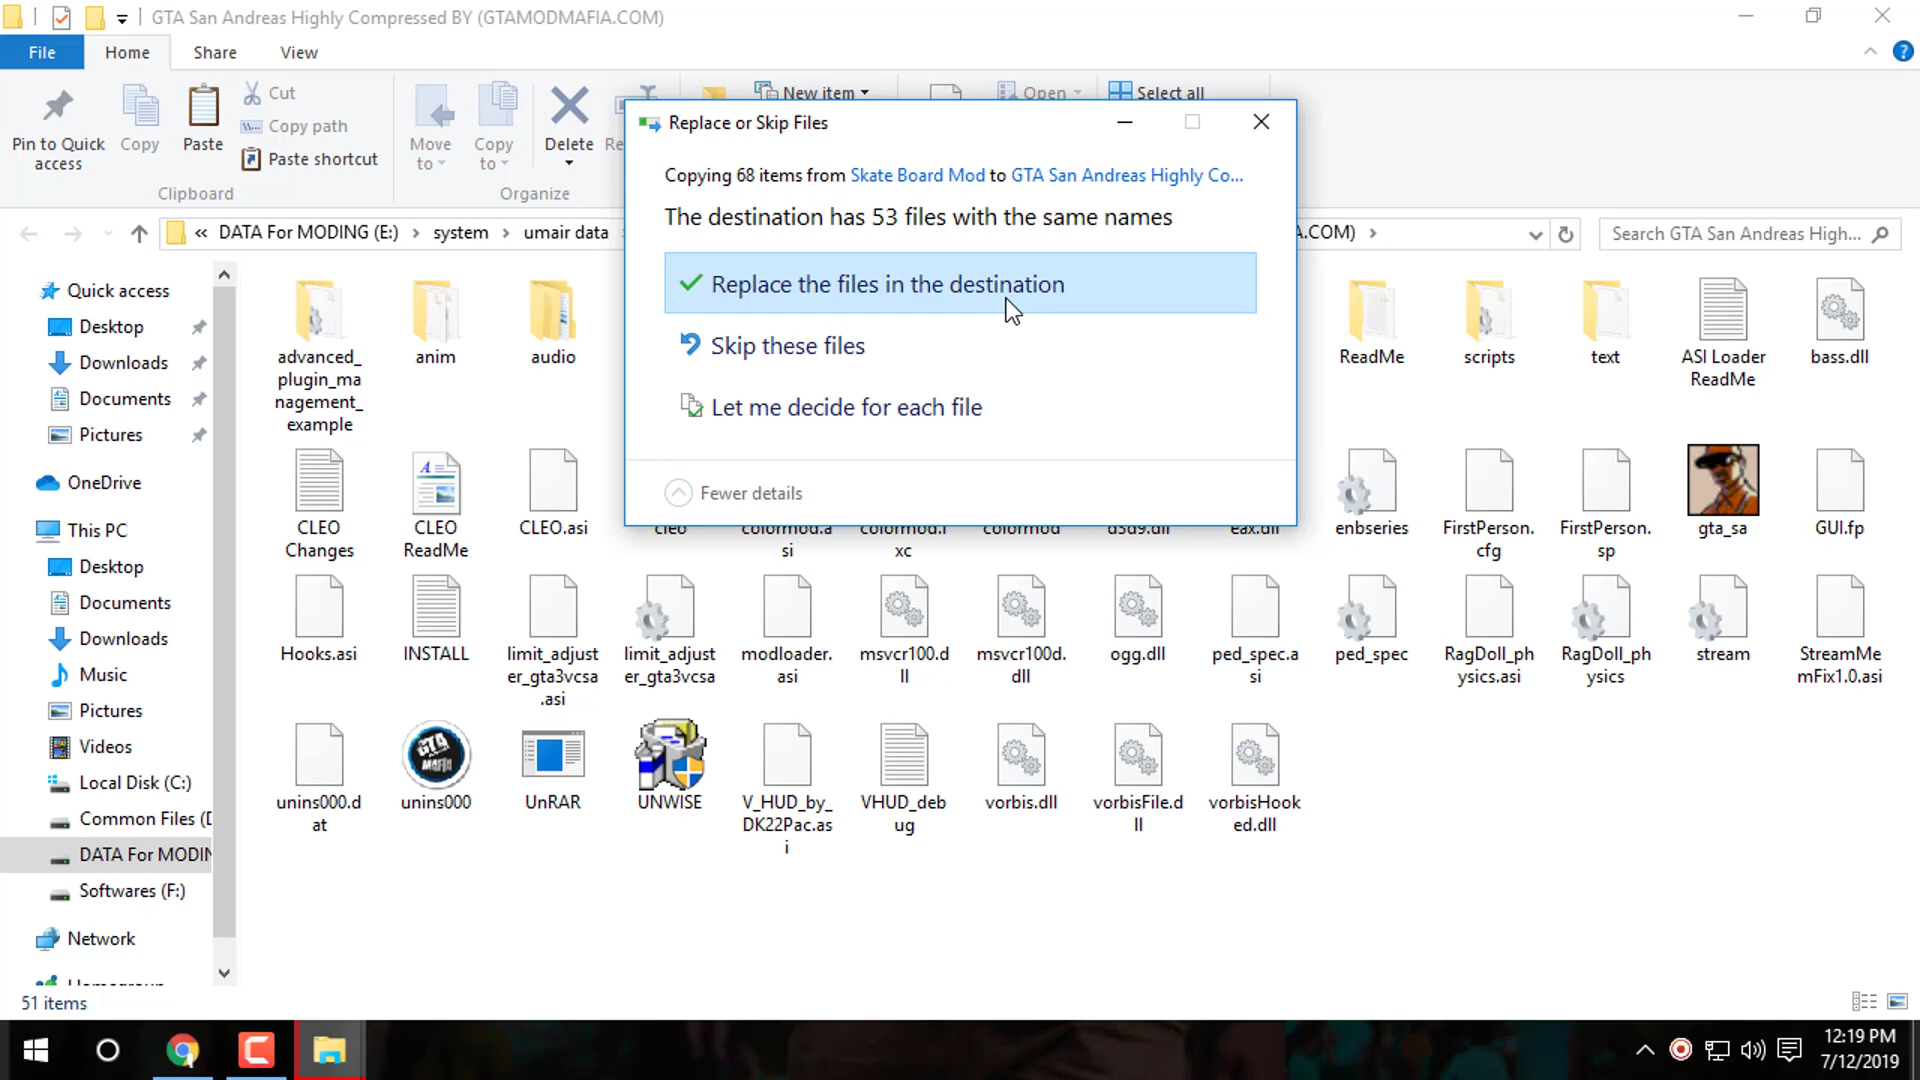 GTA San Andreas Highly Compressed BY (GTAMODMAFIA.COM)
File
Home
Share
View
Pin to Quick access
Copy
Paste
Cut
Copy path
Paste shortcut
Clipboard
Move to
Copy to
Delete
Re
Organize
New item
Open
Select all
Replace or Skip Files
Copying 68 items from Skate Board Mod to GTA San Andreas Highly Co...
The destination has 53 files with the same names
Replace the files in the destination
Skip these files
Let me decide for each file
Fewer details
« DATA For MODING (E:) > system > umair data
A.COM) >
Search GTA San Andreas High...
Quick access
Desktop
Downloads
Documents
Pictures
OneDrive
This PC
Desktop
Documents
Downloads
Music
Pictures
Videos
Local Disk (C:)
Common Files (D
DATA For MODIN
Softwares (F:)
Network
Homegroup
advanced_
plugin_ma
nagement_
example
anim
audio
ReadMe
scripts
text
ASI Loader
ReadMe
bass.dll
CLEO
Changes
CLEO
ReadMe
CLEO.asi
cleo
colormod.a
si
colormod.f
xc
colormod
d3d9.dll
eax.dll
enbseries
FirstPerson.
cfg
FirstPerson.
sp
gta_sa
GUI.fp
Hooks.asi
INSTALL
limit_adjust
er_gta3vcsa
.asi
limit_adjust
er_gta3vcsa
modloader.
asi
msvcr100.d
ll
msvcr100d.
dll
ogg.dll
ped_spec.a
si
ped_spec
RagDoll_ph
ysics.asi
RagDoll_ph
ysics
stream
StreamMe
mFix1.0.asi
unins000.d
at
GTA
MAFIA
unins000
UnRAR
UNWISE
V_HUD_by_
DK22Pac.as
i
VHUD_deb
ug
vorbis.dll
vorbisFile.d
ll
vorbisHook
ed.dll
51 items
12:19 PM
7/12/2019